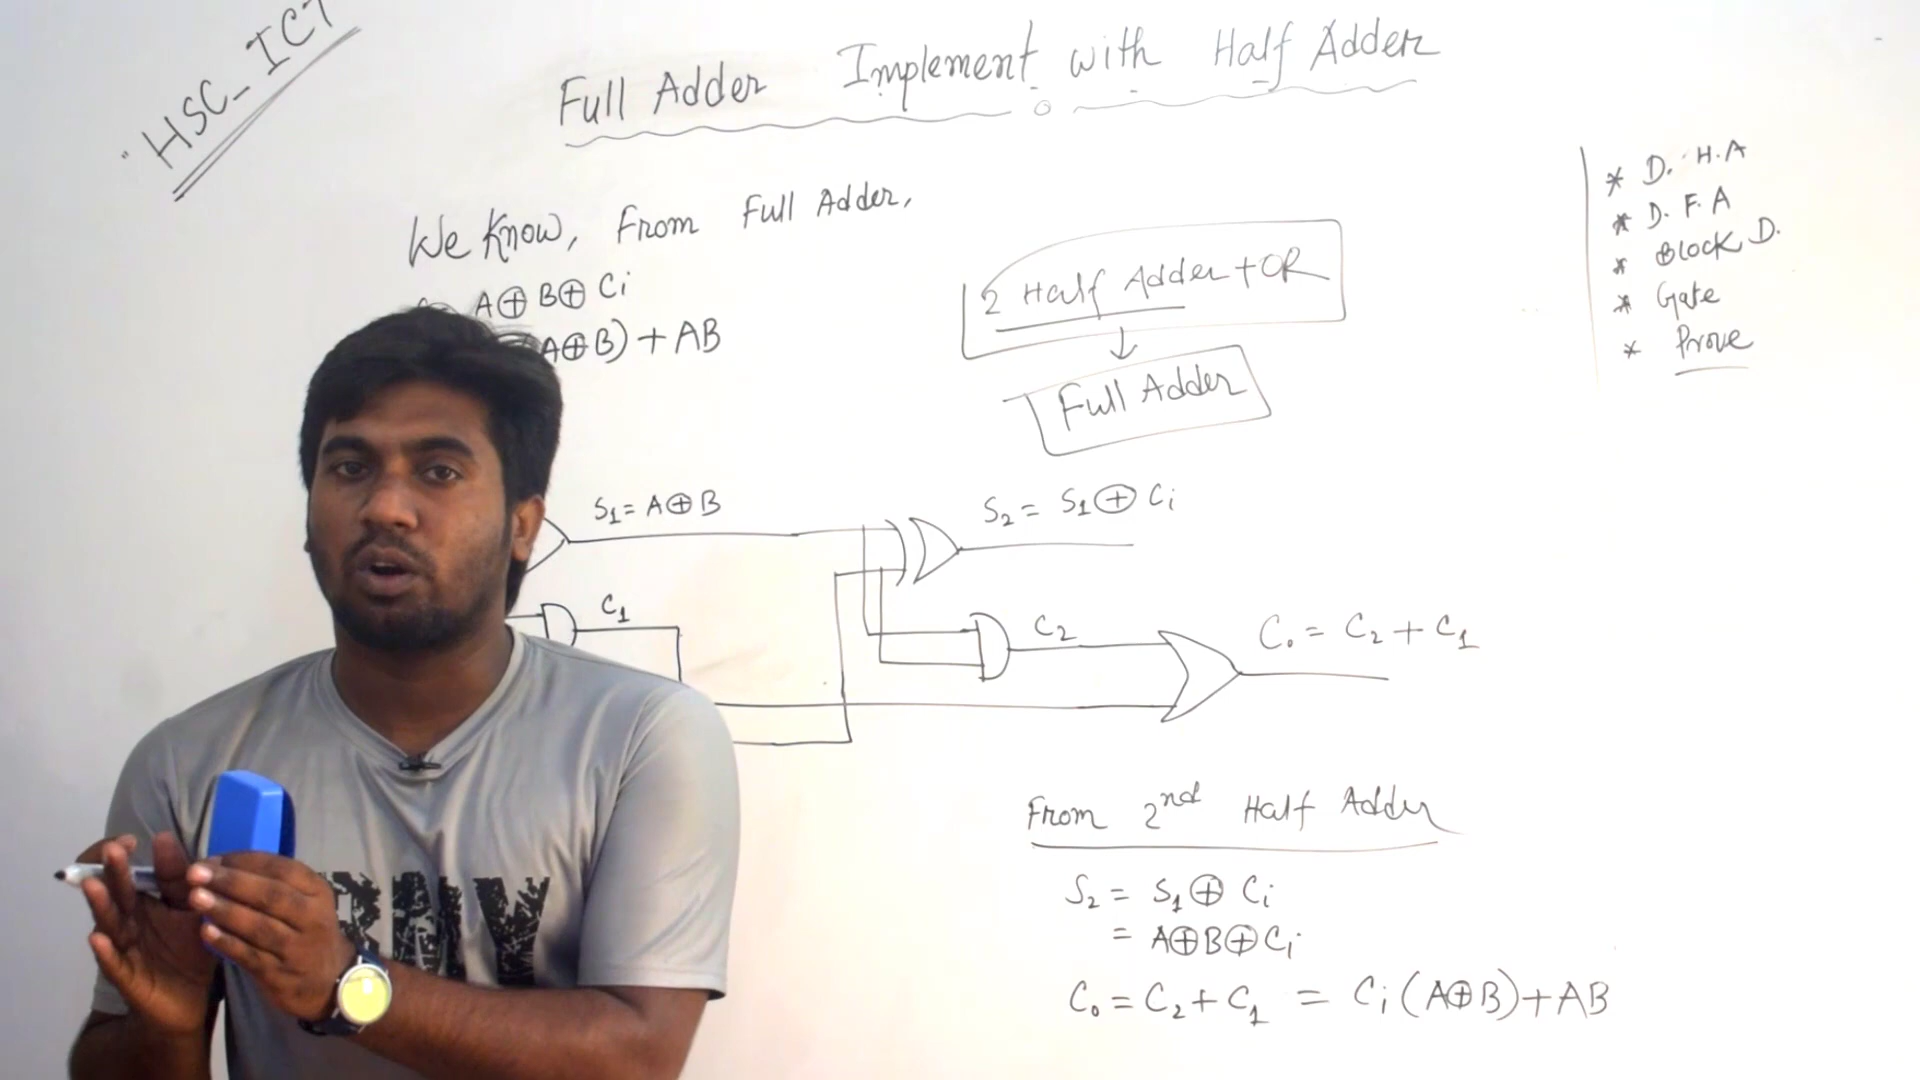 HSC_ICT
Full Adder Implement with Half Adder
We Know, From Full Adder,
A⊕B⊕Ci
A⊕B)+AB
2 Half Adder+OR
↓
Full Adder
* D. H.A
* D. F. A
* Block D.
* Gate
* Prove
S1= A⊕B
S2= S1⊕Ci
C1
C2
C0= C2+C1
From 2nd Half Adder
S2= S1⊕Ci
= A⊕B⊕Ci
C0=C2+C1 = Ci(A⊕B)+AB